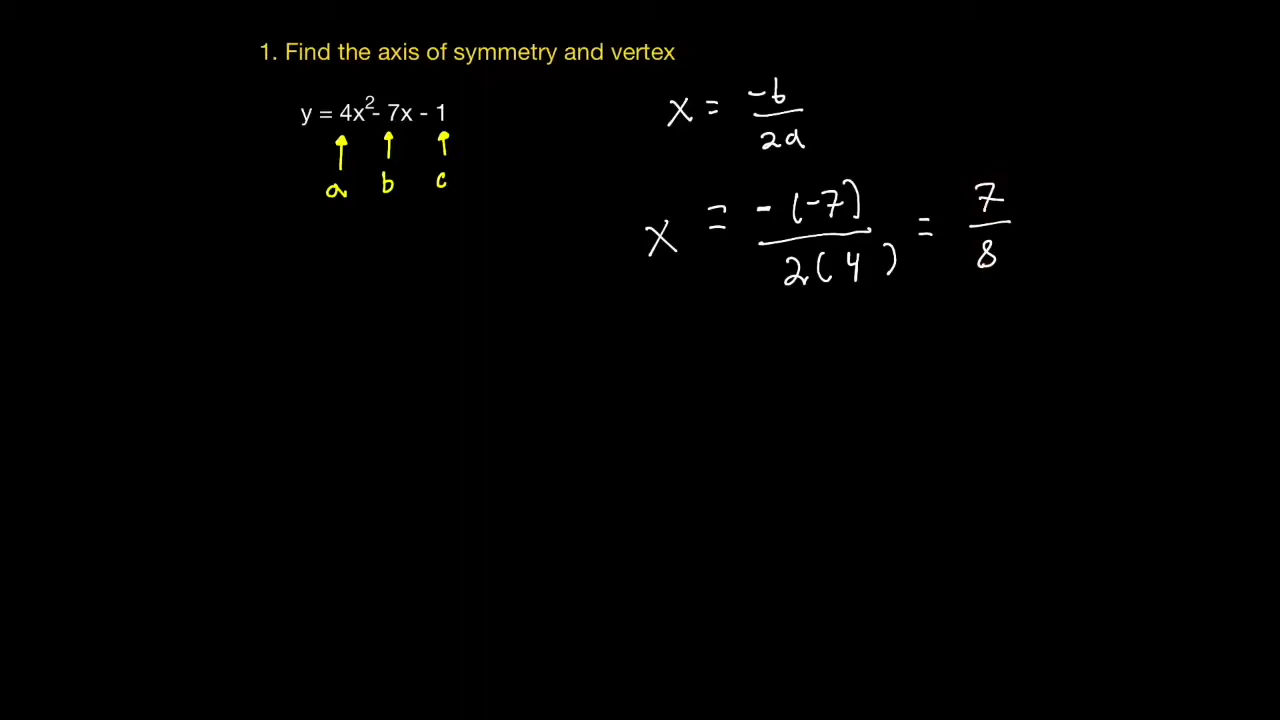 1. Find the axis of symmetry and vertex
y = 4x²- 7x - 1
a b c
x = -b/2a
x = -(-7)/2(4) = 7/8